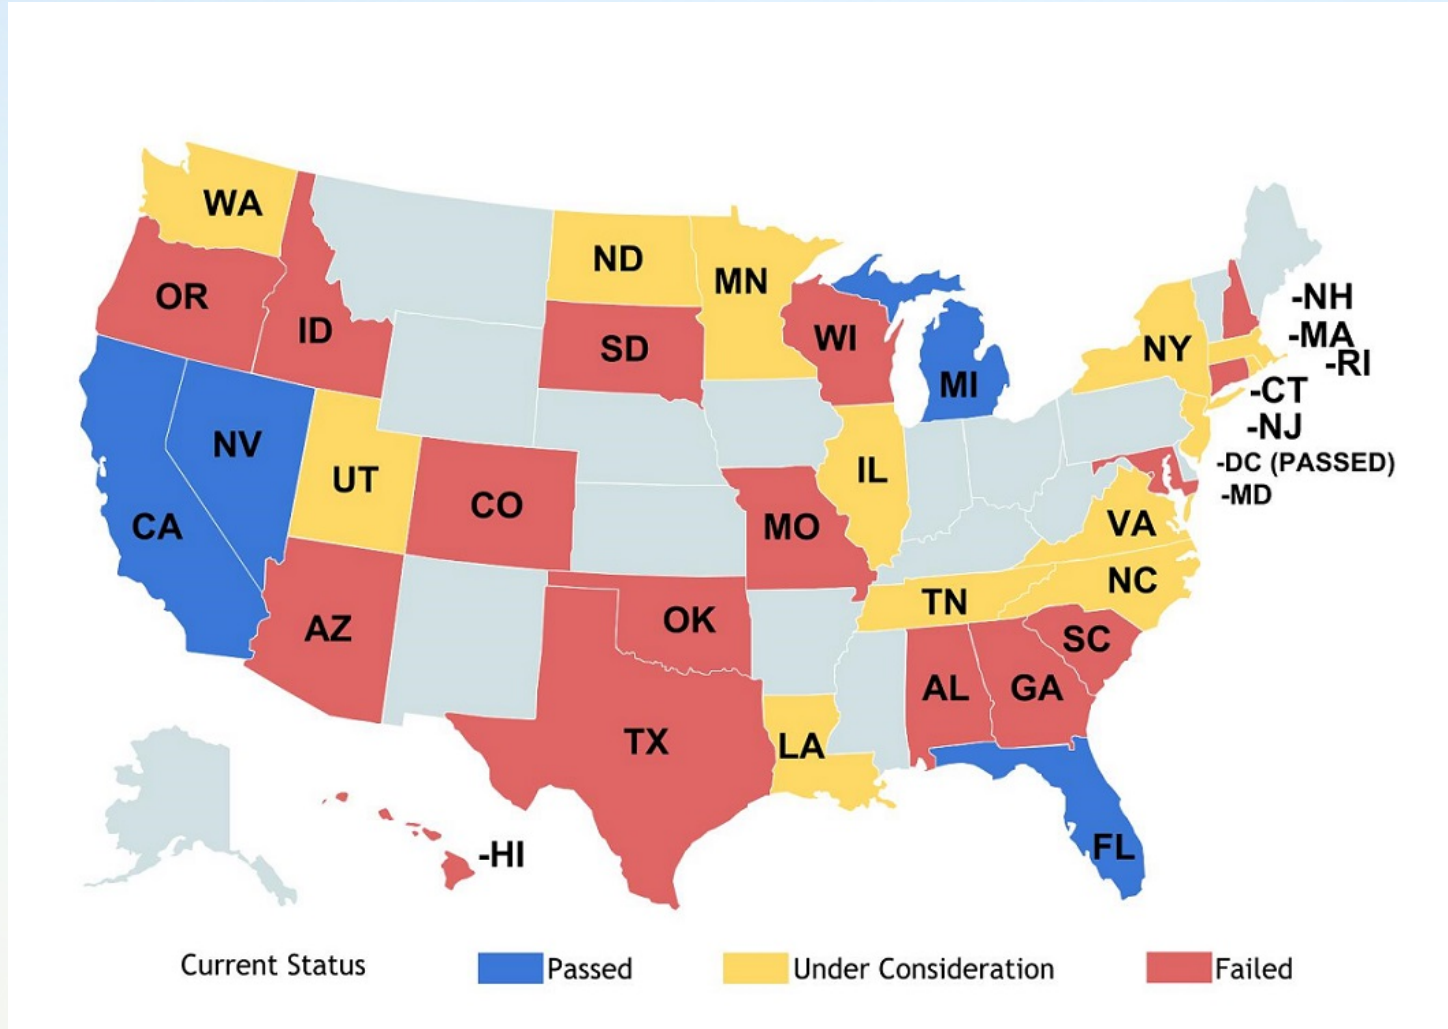 WA
ND
MN
OR
ID
SD
WI
-NH
-MA
NY
-RI
MI
-CT
-NJ
NV
UT
IL
-DC (PASSED)
-MD
CO
CA
MO
VA
NC
TN
AZ
OK
SC
AL
GA
TX
LA
FL
-HI
Current Status
Passed
Under Consideration
Failed